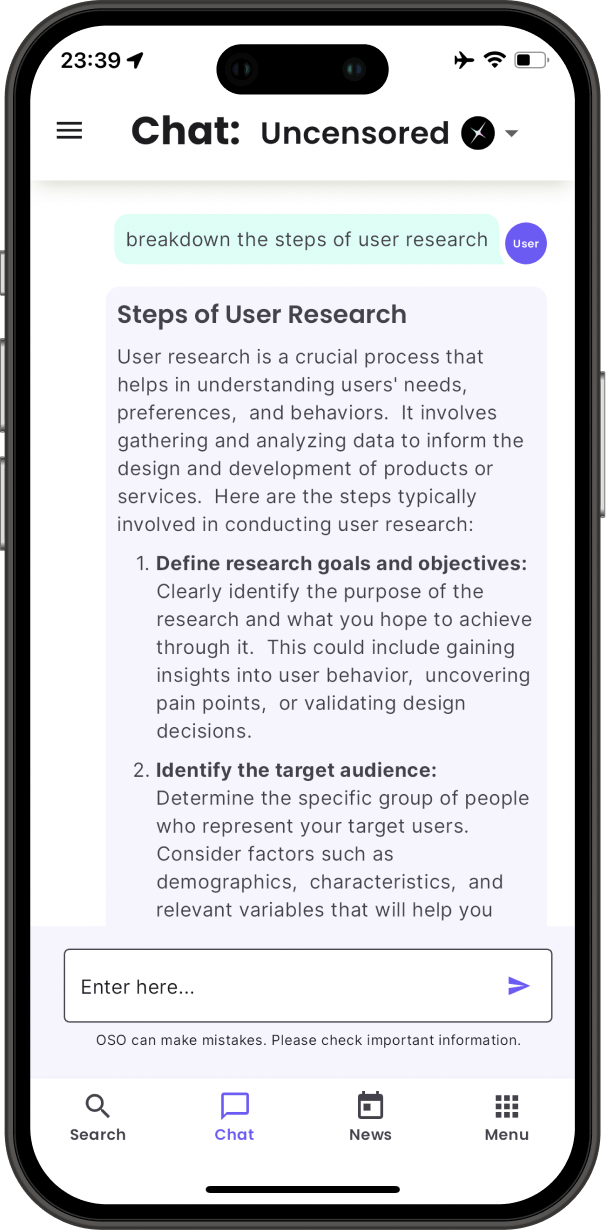 23:39
Chat: Uncensored
breakdown the steps of user research
User
Steps of User Research
User research is a crucial process that
helps in understanding users' needs,
preferences, and behaviors. It involves
gathering and analyzing data to inform the
design and development of products or
services. Here are the steps typically
involved in conducting user research:
1. Define research goals and objectives:
Clearly identify the purpose of the
research and what you hope to achieve
through it. This could include gaining
insights into user behavior, uncovering
pain points, or validating design
decisions.
2. Identify the target audience:
Determine the specific group of people
who represent your target users.
Consider factors such as
demographics, characteristics, and
relevant variables that will help you
Enter here...
OSO can make mistakes. Please check important information.
Search Chat News Menu